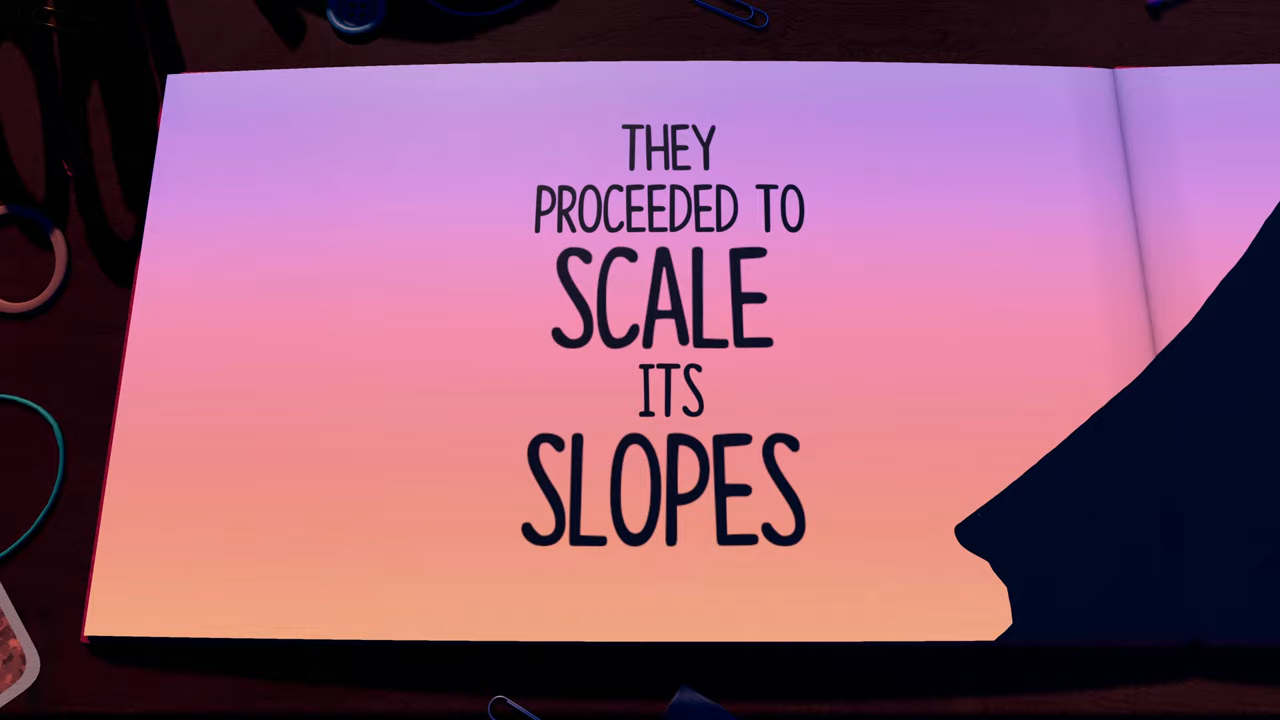 THEY
PROCEEDED TO
SCALE
ITS
SLOPES